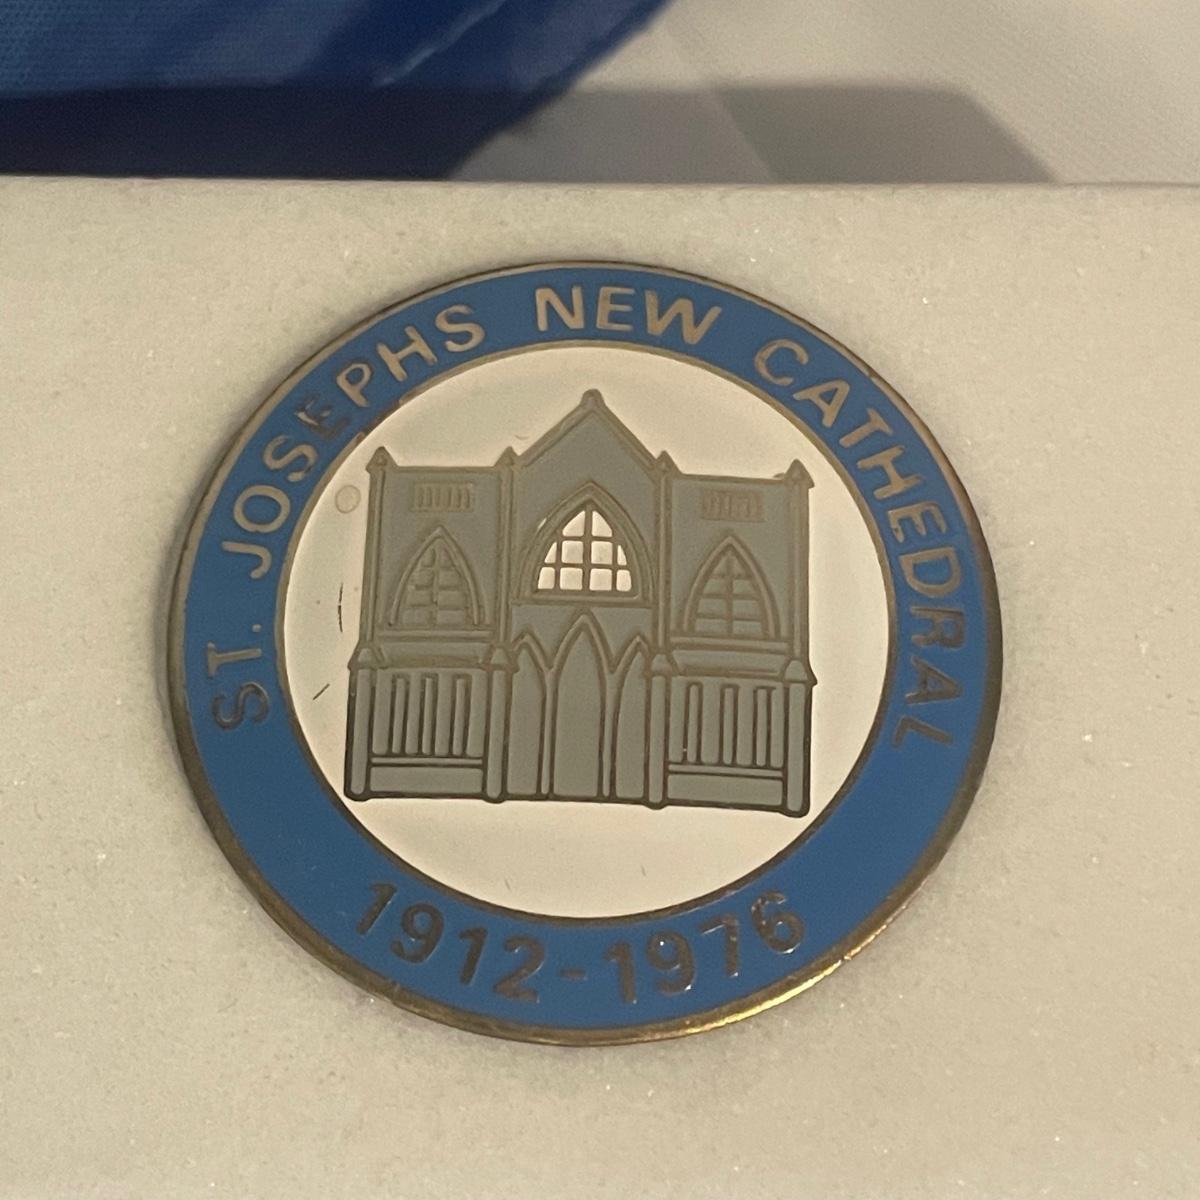 ST. JOSEPHS NEW CATHEDRAL
1912-1976